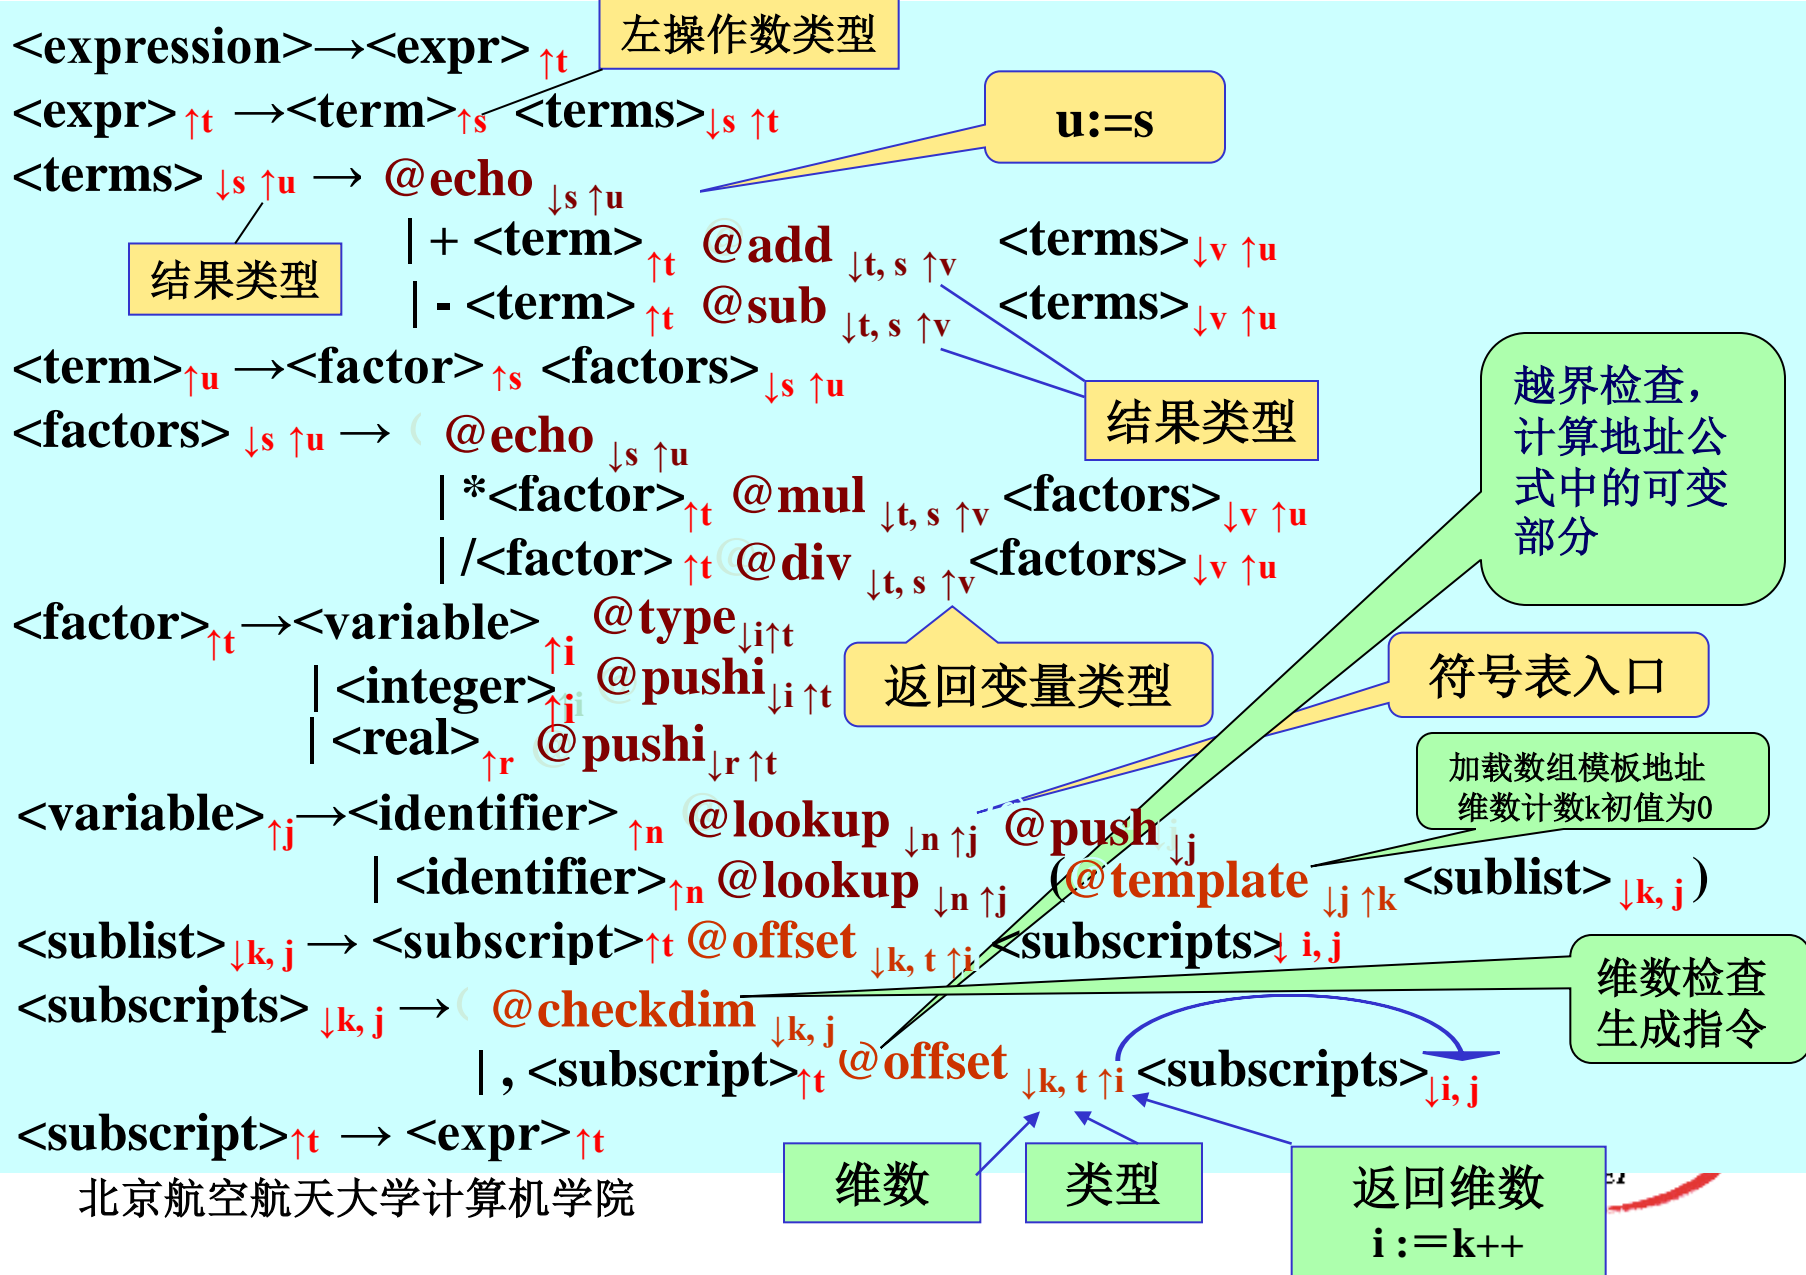 左操作数类型
<expression>→<expr>↑t
<expr>↑t →<term>↑s <terms>↓s ↑t
u:=s
<terms> ↓s ↑u → @echo ↓s ↑u
| + <term>↑t @add ↓t, s ↑v <terms>↓v ↑u
结果类型
| - <term>↑t @sub ↓t, s ↑v <terms>↓v ↑u
<term>↑u →<factor>↑s <factors>↓s ↑u
结果类型
越界检查,
计算地址公
式中的可变
部分
<factors> ↓s ↑u → @echo ↓s ↑u
| *<factor>↑t @mul ↓t, s ↑v <factors>↓v ↑u
| /<factor> ↑t @div ↓t, s ↑v <factors>↓v ↑u
<factor>↑t →<variable>↑i @type↓i↑t
| <integer>↑i @pushi↓i ↑t
返回变量类型
符号表入口
| <real>↑r @pushi↓r ↑t
加载数组模板地址
维数计数k初值为0
<variable>↑j→<identifier> ↑n @lookup ↓n ↑j @push ↓j
| <identifier>↑n @lookup ↓n ↑j (@template ↓j ↑k <sublist>↓k, j )
<sublist>↓k, j → <subscript>↑t @offset ↓k, t ↑i <subscripts>↓ i, j
<subscripts> ↓k, j → @checkdim ↓k, j
维数检查
生成指令
| , <subscript>↑t @offset ↓k, t ↑i <subscripts>↓i, j
<subscript>↑t → <expr>↑t
维数
类型
返回维数
i :=k++
北京航空航天大学计算机学院